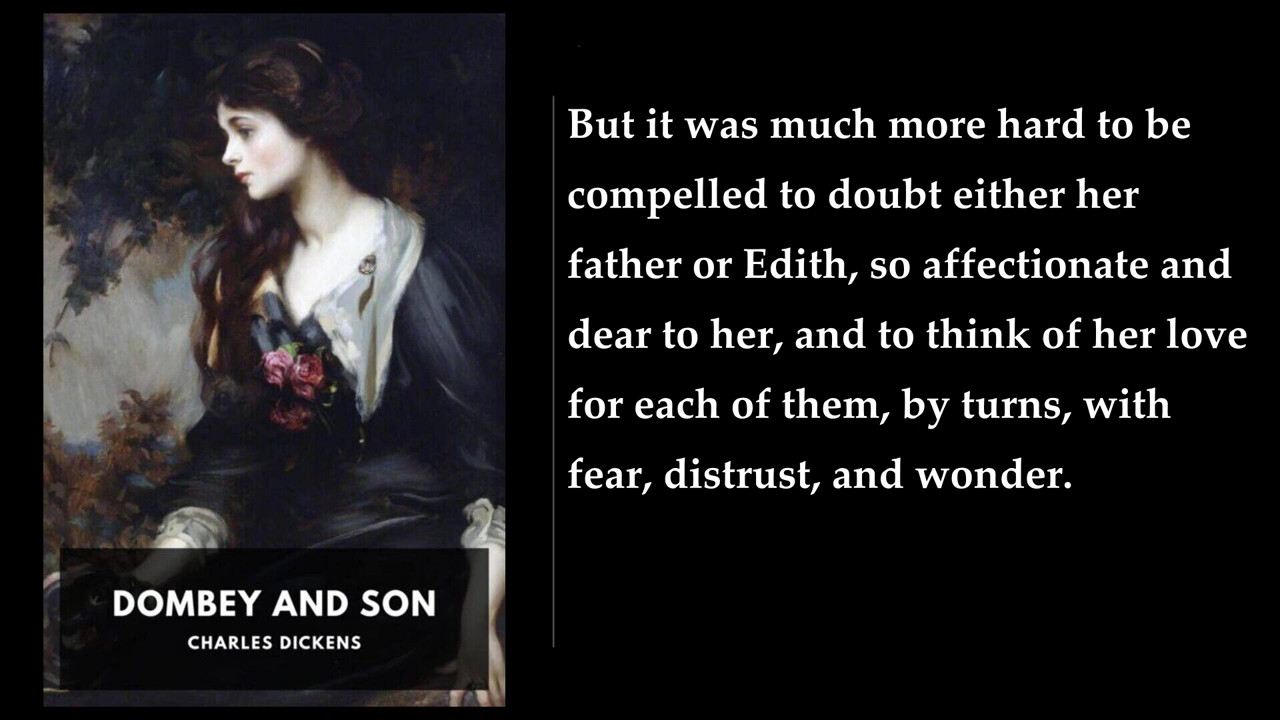 But it was much more hard to be
compelled to doubt either her
father or Edith, so affectionate and
dear to her, and to think of her love
for each of them, by turns, with
fear, distrust, and wonder.
DOMBEY AND SON
CHARLES DICKENS